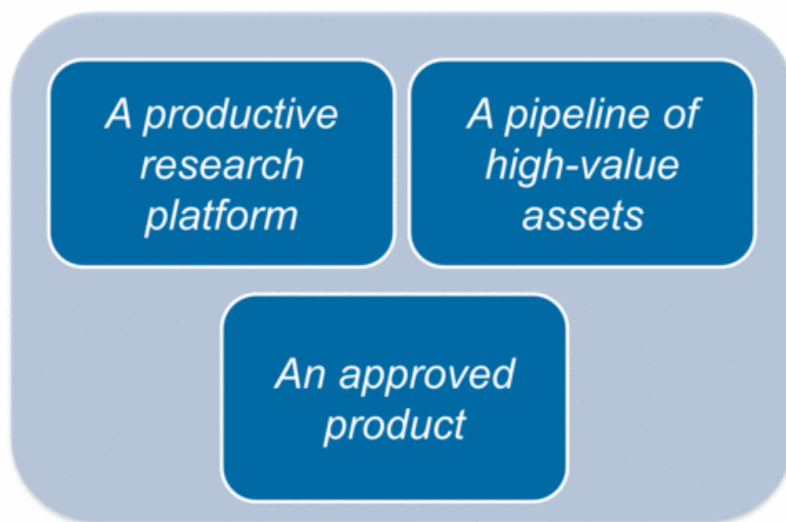 A productive
research
platform
A pipeline of
high-value
assets
An approved
product